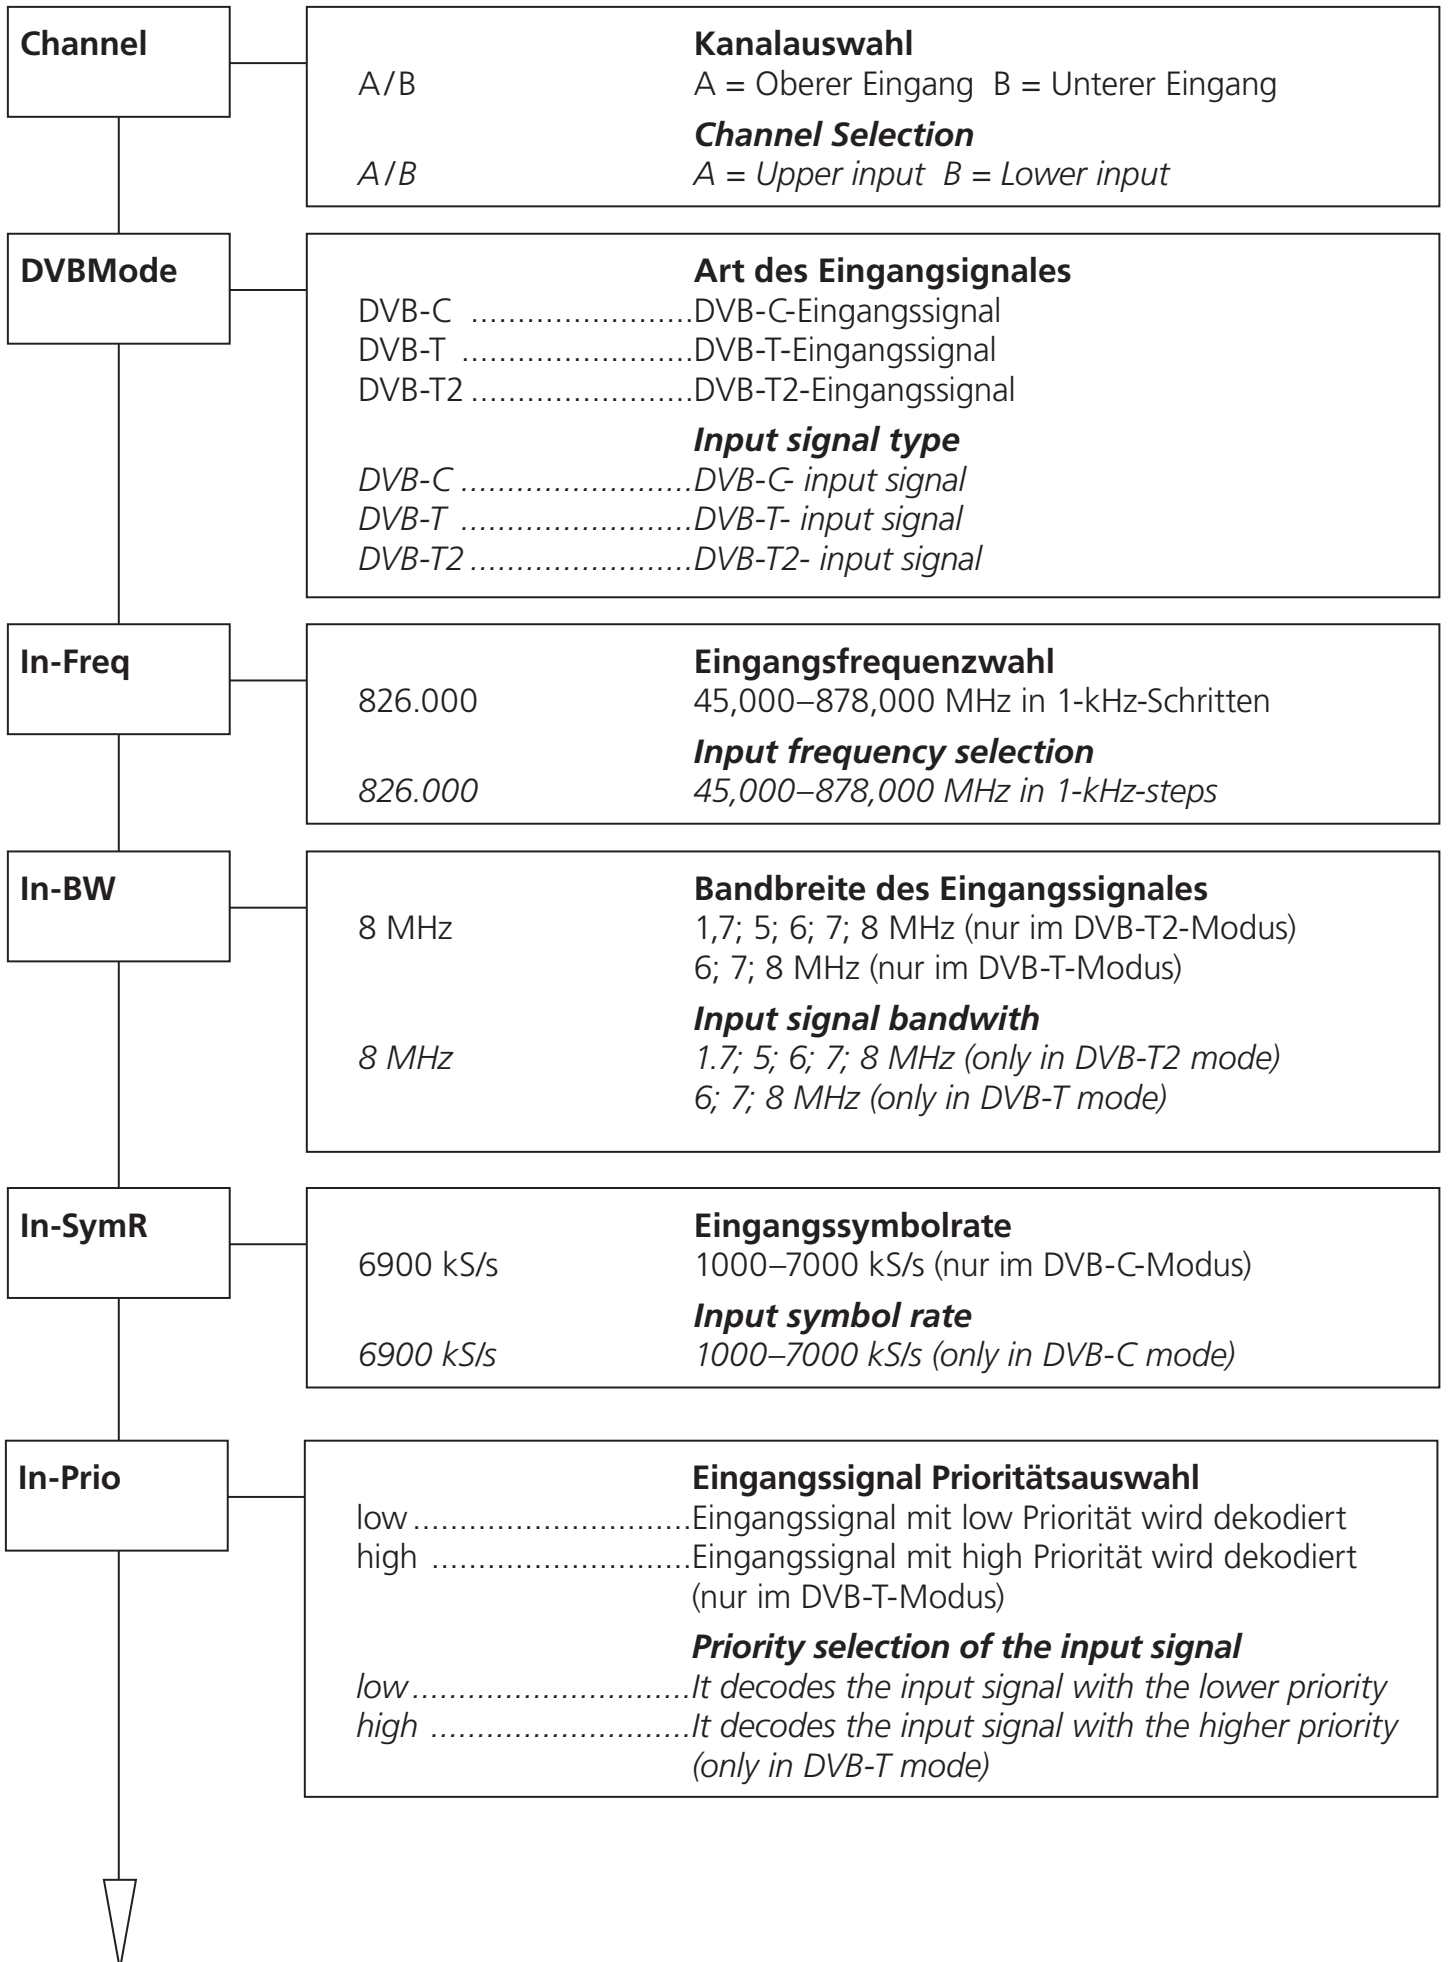 Channel
Kanalauswahl
A/B A = Oberer Eingang B = Unterer Eingang
Channel Selection
A/B A = Upper input B = Lower input
DVBMode
Art des Eingangsignales
DVB-C ........................DVB-C-Eingangssignal
DVB-T .........................DVB-T-Eingangssignal
DVB-T2 ........................DVB-T2-Eingangssignal
Input signal type
DVB-C .........................DVB-C- input signal
DVB-T .........................DVB-T- input signal
DVB-T2 ........................DVB-T2- input signal
In-Freq
Eingangsfrequenzwahl
826.000 45,000–878,000 MHz in 1-kHz-Schritten
Input frequency selection
826.000 45,000–878,000 MHz in 1-kHz-steps
In-BW
Bandbreite des Eingangssignales
8 MHz 1,7; 5; 6; 7; 8 MHz (nur im DVB-T2-Modus)
6; 7; 8 MHz (nur im DVB-T-Modus)
Input signal bandwith
8 MHz 1.7; 5; 6; 7; 8 MHz (only in DVB-T2 mode)
6; 7; 8 MHz (only in DVB-T mode)
In-SymR
Eingangssymbolrate
6900 kS/s 1000–7000 kS/s (nur im DVB-C-Modus)
Input symbol rate
6900 kS/s 1000–7000 kS/s (only in DVB-C mode)
In-Prio
Eingangssignal Prioritätsauswahl
low ..............................Eingangssignal mit low Priorität wird dekodiert
high ............................Eingangssignal mit high Priorität wird dekodiert
(nur im DVB-T-Modus)
Priority selection of the input signal
low ..............................It decodes the input signal with the lower priority
high ............................It decodes the input signal with the higher priority
(only in DVB-T mode)